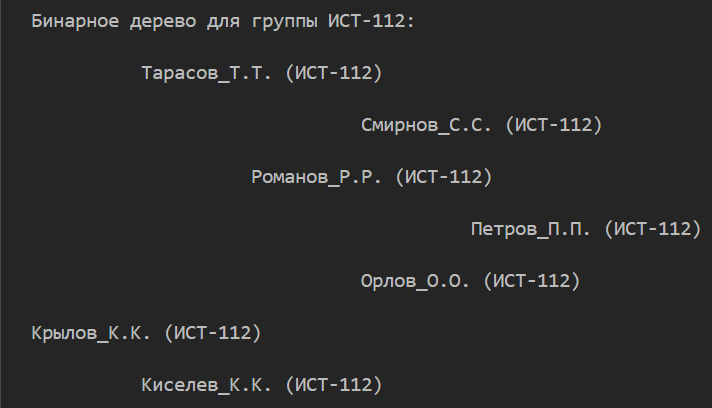 Бинарное дерево для группы ИСТ-112:
Тарасов_Т.Т. (ИСТ-112)
Смирнов_С.С. (ИСТ-112)
Романов_Р.Р. (ИСТ-112)
Петров_П.П. (ИСТ-112)
Орлов_О.О. (ИСТ-112)
Крылов_К.К. (ИСТ-112)
Киселев_К.К. (ИСТ-112)